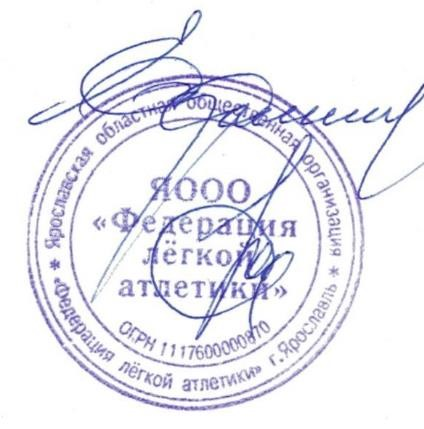 Ярославская областная общественная организация
ЯООО
«Федерация
лёгкой
атлетики»
ОГРН 1117600000870
* «Федерация лёгкой атлетики» г.Ярославль *